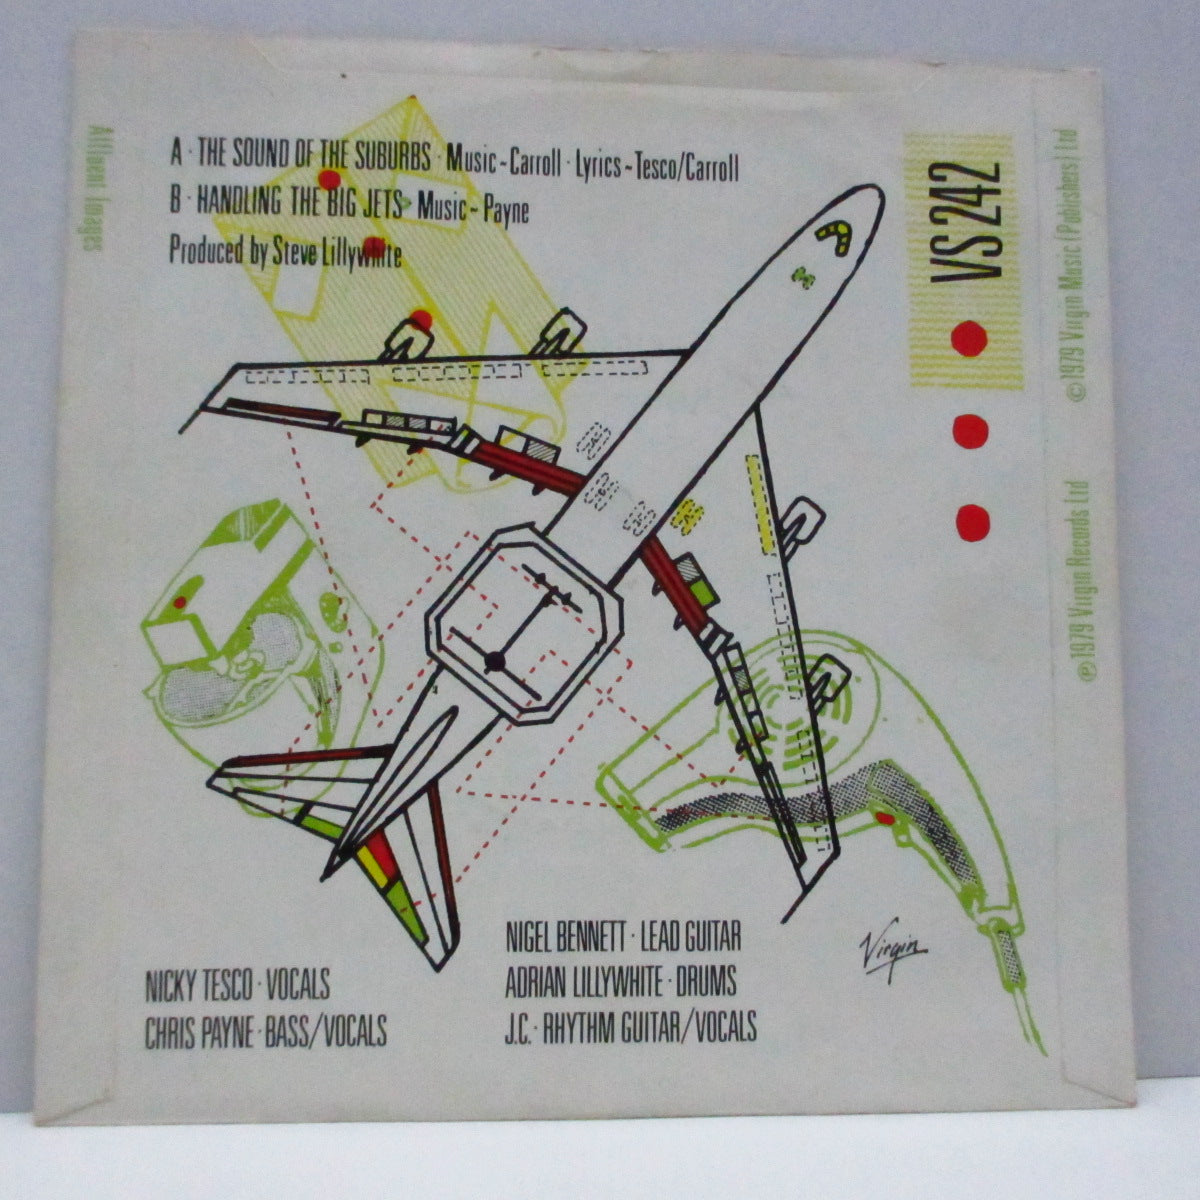 A · THE SOUND OF THE SUBURBS · Music ~ Carroll · Lyrics ~ Tesco/Carroll
B · HANDLING THE BIG JETS · Music ~ Payne
Produced by Steve Lillywhite
Affluent Images
VS 242
©1979 Virgin Music (Publishers) Ltd
℗1979 Virgin Records Ltd
NIGEL BENNETT · LEAD GUITAR
NICKY TESCO · VOCALS
ADRIAN LILLYWHITE · DRUMS
CHRIS PAYNE · BASS/VOCALS
J.C. · RHYTHM GUITAR/VOCALS
Virgin